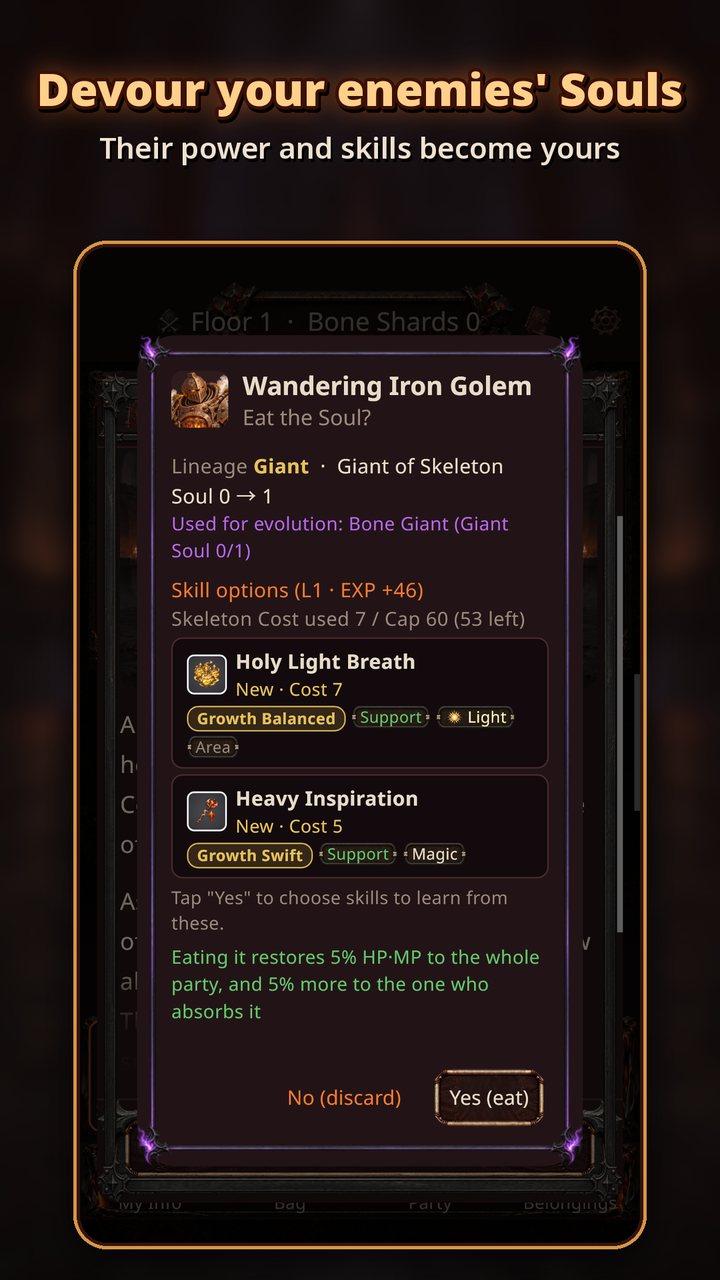 Devour your enemies' Souls
Their power and skills become yours
Floor 1 · Bone Shards 0
Wandering Iron Golem
Eat the Soul?
Lineage Giant · Giant of Skeleton
Soul 0 → 1
Used for evolution: Bone Giant (Giant
Soul 0/1)
Skill options (L1 · EXP +46)
Skeleton Cost used 7 / Cap 60 (53 left)
Holy Light Breath
New · Cost 7
Growth Balanced Support Light
Area
Heavy Inspiration
New · Cost 5
Growth Swift Support Magic
Tap "Yes" to choose skills to learn from
these.
Eating it restores 5% HP·MP to the whole
party, and 5% more to the one who
absorbs it
No (discard) Yes (eat)
My Info Bag Party Belongings